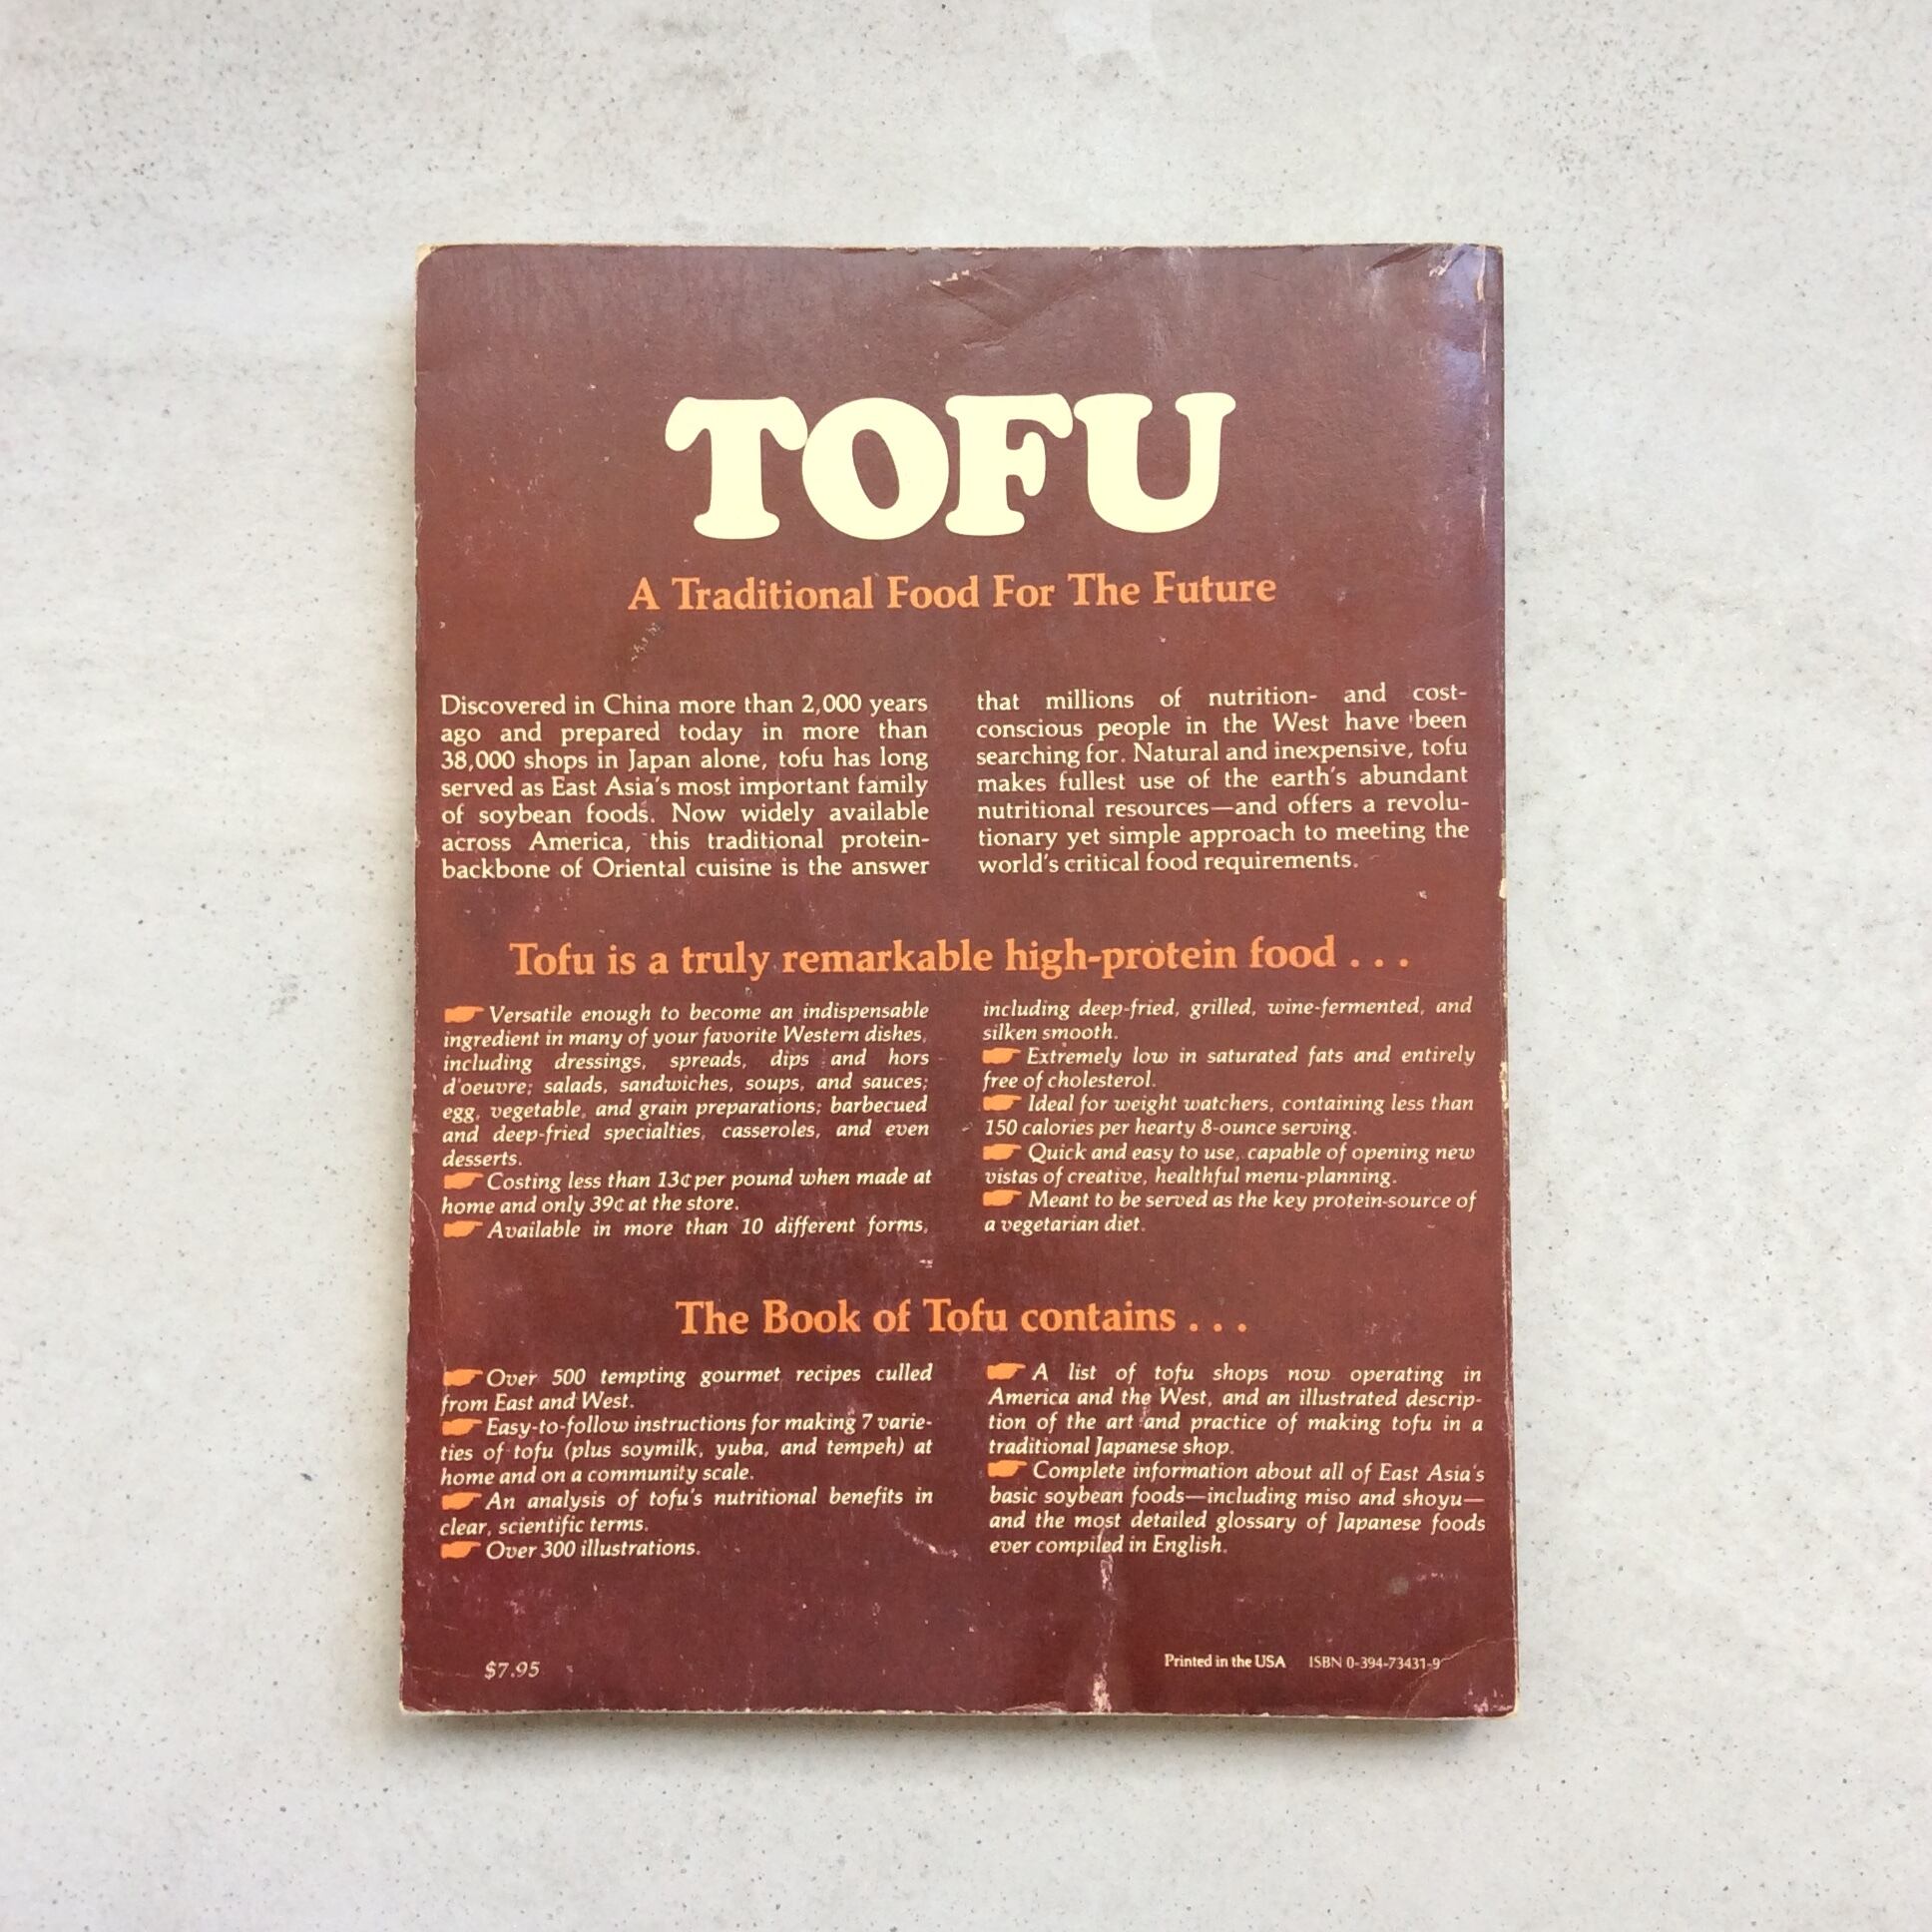 TOFU
A Traditional Food For The Future
Discovered in China more than 2,000 years
ago and prepared today in more than
38,000 shops in Japan alone, tofu has long
served as East Asia's most important family
of soybean foods. Now widely available
across America, this traditional protein-
backbone of Oriental cuisine is the answer
that millions of nutrition- and cost-
conscious people in the West have been
searching for. Natural and inexpensive, tofu
makes fullest use of the earth's abundant
nutritional resources—and offers a revolu-
tionary yet simple approach to meeting the
world's critical food requirements.
Tofu is a truly remarkable high-protein food . . .
Versatile enough to become an indispensable
ingredient in many of your favorite Western dishes,
including dressings, spreads, dips and hors
d'oeuvre; salads, sandwiches, soups, and sauces;
egg, vegetable, and grain preparations; barbecued
and deep-fried specialties, casseroles, and even
desserts.
Costing less than 13¢ per pound when made at
home and only 39¢ at the store.
Available in more than 10 different forms,
including deep-fried, grilled, wine-fermented, and
silken smooth.
Extremely low in saturated fats and entirely
free of cholesterol.
Ideal for weight watchers, containing less than
150 calories per hearty 8-ounce serving.
Quick and easy to use, capable of opening new
vistas of creative, healthful menu-planning.
Meant to be served as the key protein-source of
a vegetarian diet.
The Book of Tofu contains . . .
Over 500 tempting gourmet recipes culled
from East and West.
Easy-to-follow instructions for making 7 varie-
ties of tofu (plus soymilk, yuba, and tempeh) at
home and on a community scale.
An analysis of tofu's nutritional benefits in
clear, scientific terms.
Over 300 illustrations.
A list of tofu shops now operating in
America and the West, and an illustrated descrip-
tion of the art and practice of making tofu in a
traditional Japanese shop.
Complete information about all of East Asia's
basic soybean foods—including miso and shoyu—
and the most detailed glossary of Japanese foods
ever compiled in English.
$7.95
Printed in the USA ISBN 0-394-73431-9